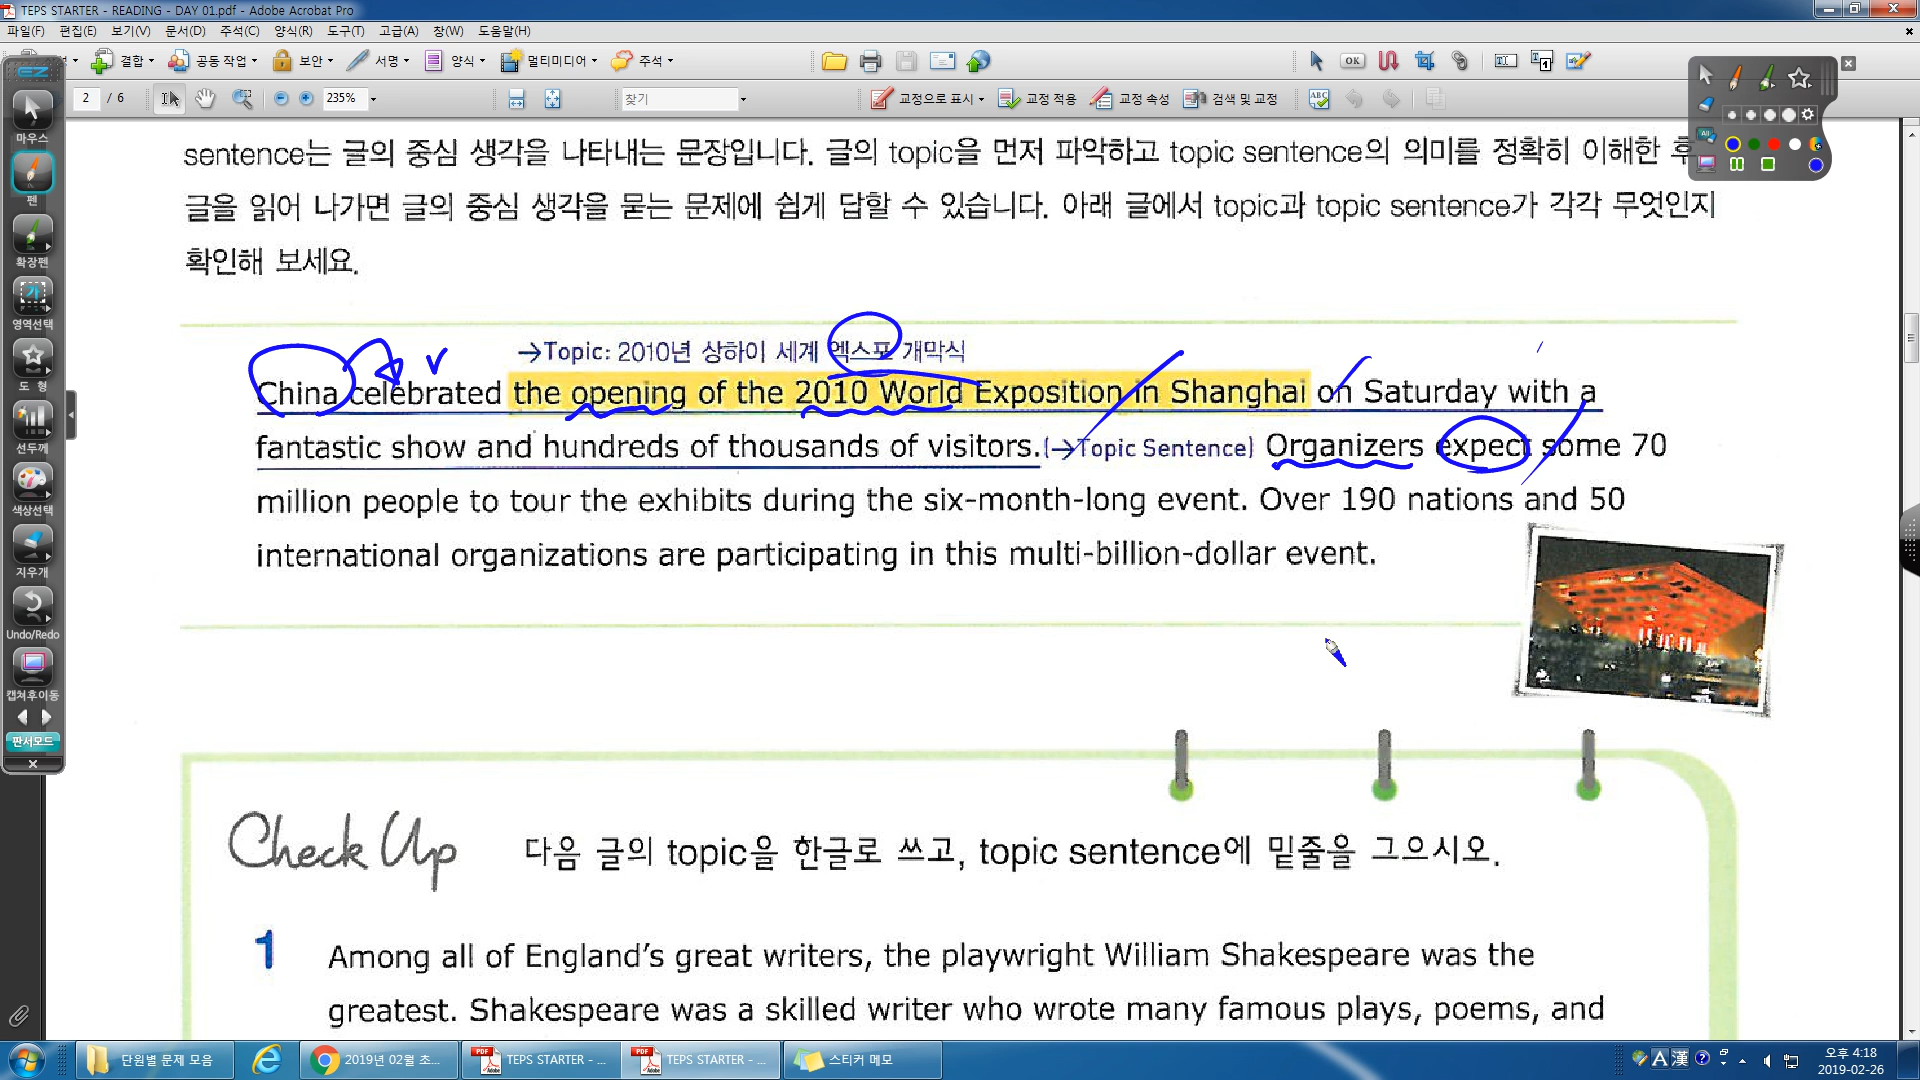 TEPS STARTER - READING - DAY 01.pdf - Adobe Acrobat Pro
파일(F) 편집(E) 보기(V) 문서(D) 주석(C) 양식(R) 도구(T) 고급(A) 창(W) 도움말(H)
결합 공동 작업 보안 서명 양식 멀티미디어 주석 OK
2 / 6 235% 찾기 교정으로 표시 교정 적용 교정 속성 검색 및 교정
sentence는 글의 중심 생각을 나타내는 문장입니다. 글의 topic을 먼저 파악하고 topic sentence의 의미를 정확히 이해한 후
글을 읽어 나가면 글의 중심 생각을 묻는 문제에 쉽게 답할 수 있습니다. 아래 글에서 topic과 topic sentence가 각각 무엇인지
확인해 보세요.
→Topic: 2010년 상하이 세계 엑스포 개막식
China celebrated the opening of the 2010 World Exposition in Shanghai on Saturday with a
fantastic show and hundreds of thousands of visitors.(→Topic Sentence) Organizers expect some 70
million people to tour the exhibits during the six-month-long event. Over 190 nations and 50
international organizations are participating in this multi-billion-dollar event.
Check Up 다음 글의 topic을 한글로 쓰고, topic sentence에 밑줄을 그으시오.
1 Among all of England's great writers, the playwright William Shakespeare was the
greatest. Shakespeare was a skilled writer who wrote many famous plays, poems, and
EZ
마우스
펜
확장펜
영역선택
도 형
선두께
색상선택
지우개
Undo/Redo
캡쳐후이동
판서모드
단원별 문제 모음 2019년 02월 초... TEPS STARTER - ... TEPS STARTER - ... 스티커 메모 A 漢 오후 4:18
2019-02-26